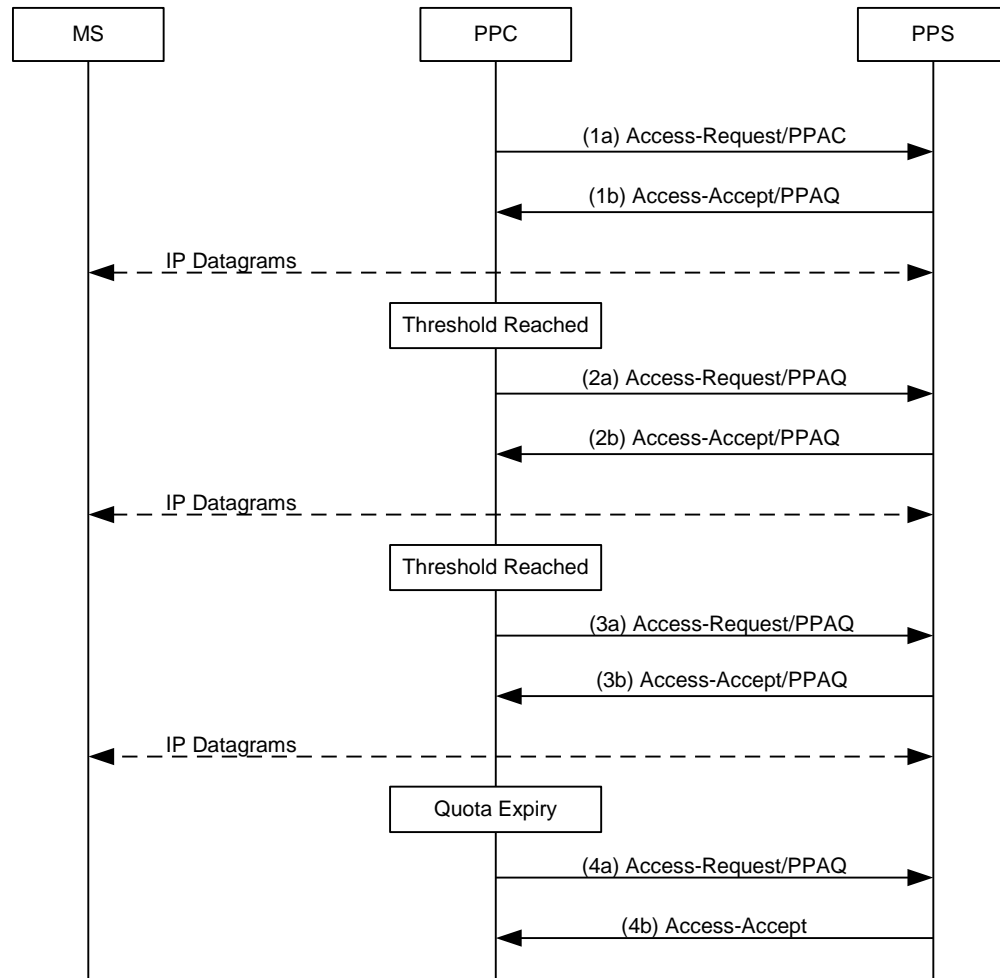 MS
PPC
PPS
(1a) Access-Request/PPAC
(1b) Access-Accept/PPAQ
IP Datagrams
Threshold Reached
(2a) Access-Request/PPAQ
(2b) Access-Accept/PPAQ
IP Datagrams
Threshold Reached
(3a) Access-Request/PPAQ
(3b) Access-Accept/PPAQ
IP Datagrams
Quota Expiry
(4a) Access-Request/PPAQ
(4b) Access-Accept